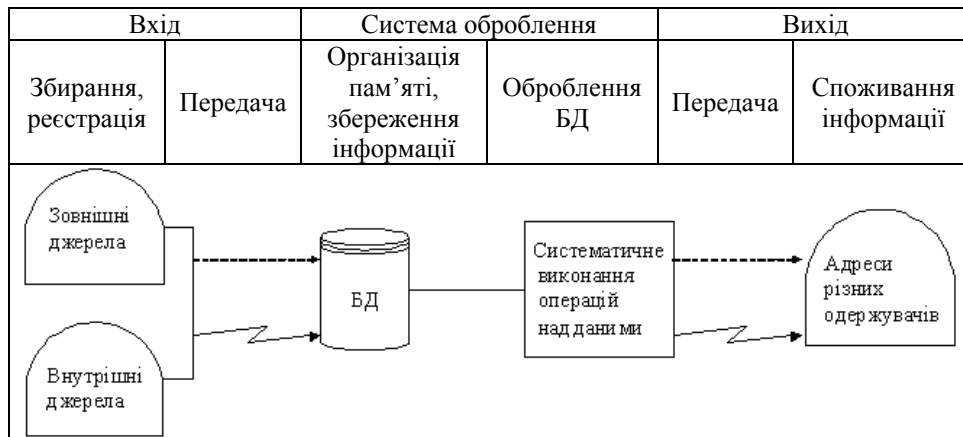 Вхід
Система оброблення
Вихід
Збирання,
реєстрація
Передача
Організація
пам’яті,
збереження
інформації
Оброблення
БД
Передача
Споживання
інформації
Зовнішні
джерела
Внутрішні
джерела
БД
Систематичне
виконання
операцій
над даними
Адреси
різних
одержувачів